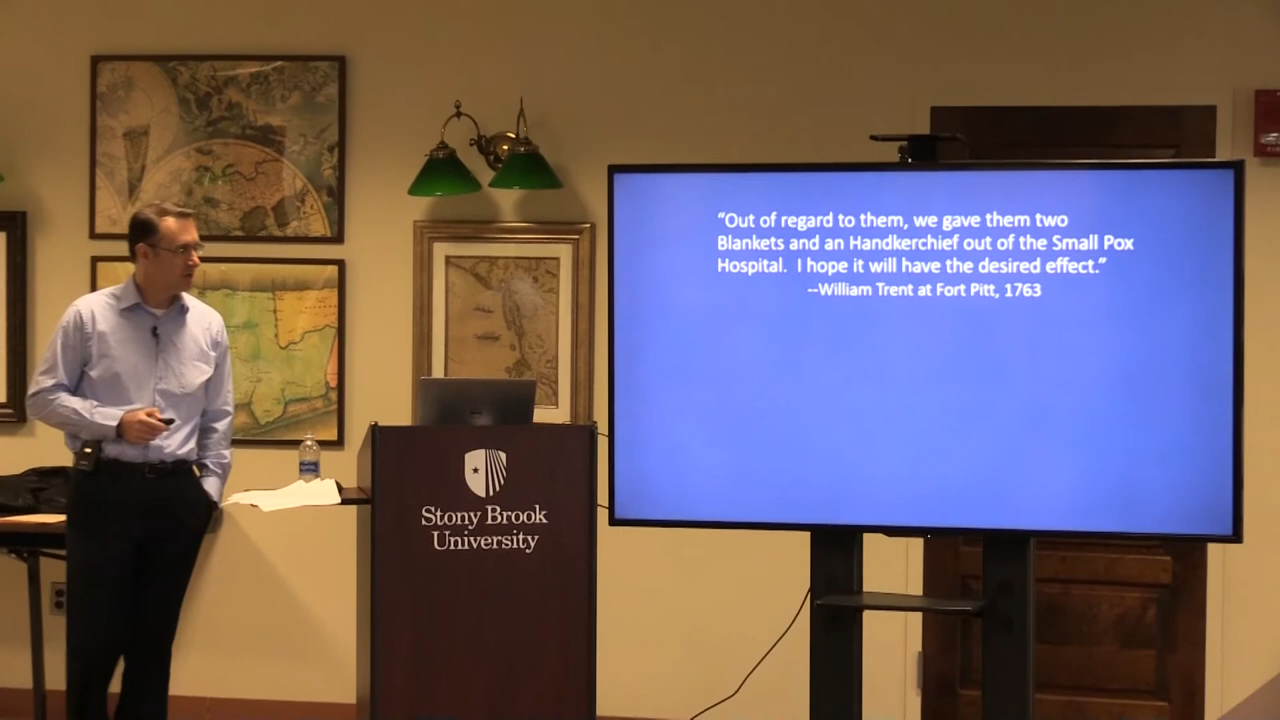 “Out of regard to them, we gave them two
Blankets and an Handkerchief out of the Small Pox
Hospital.  I hope it will have the desired effect.”
--William Trent at Fort Pitt, 1763
Stony Brook
University